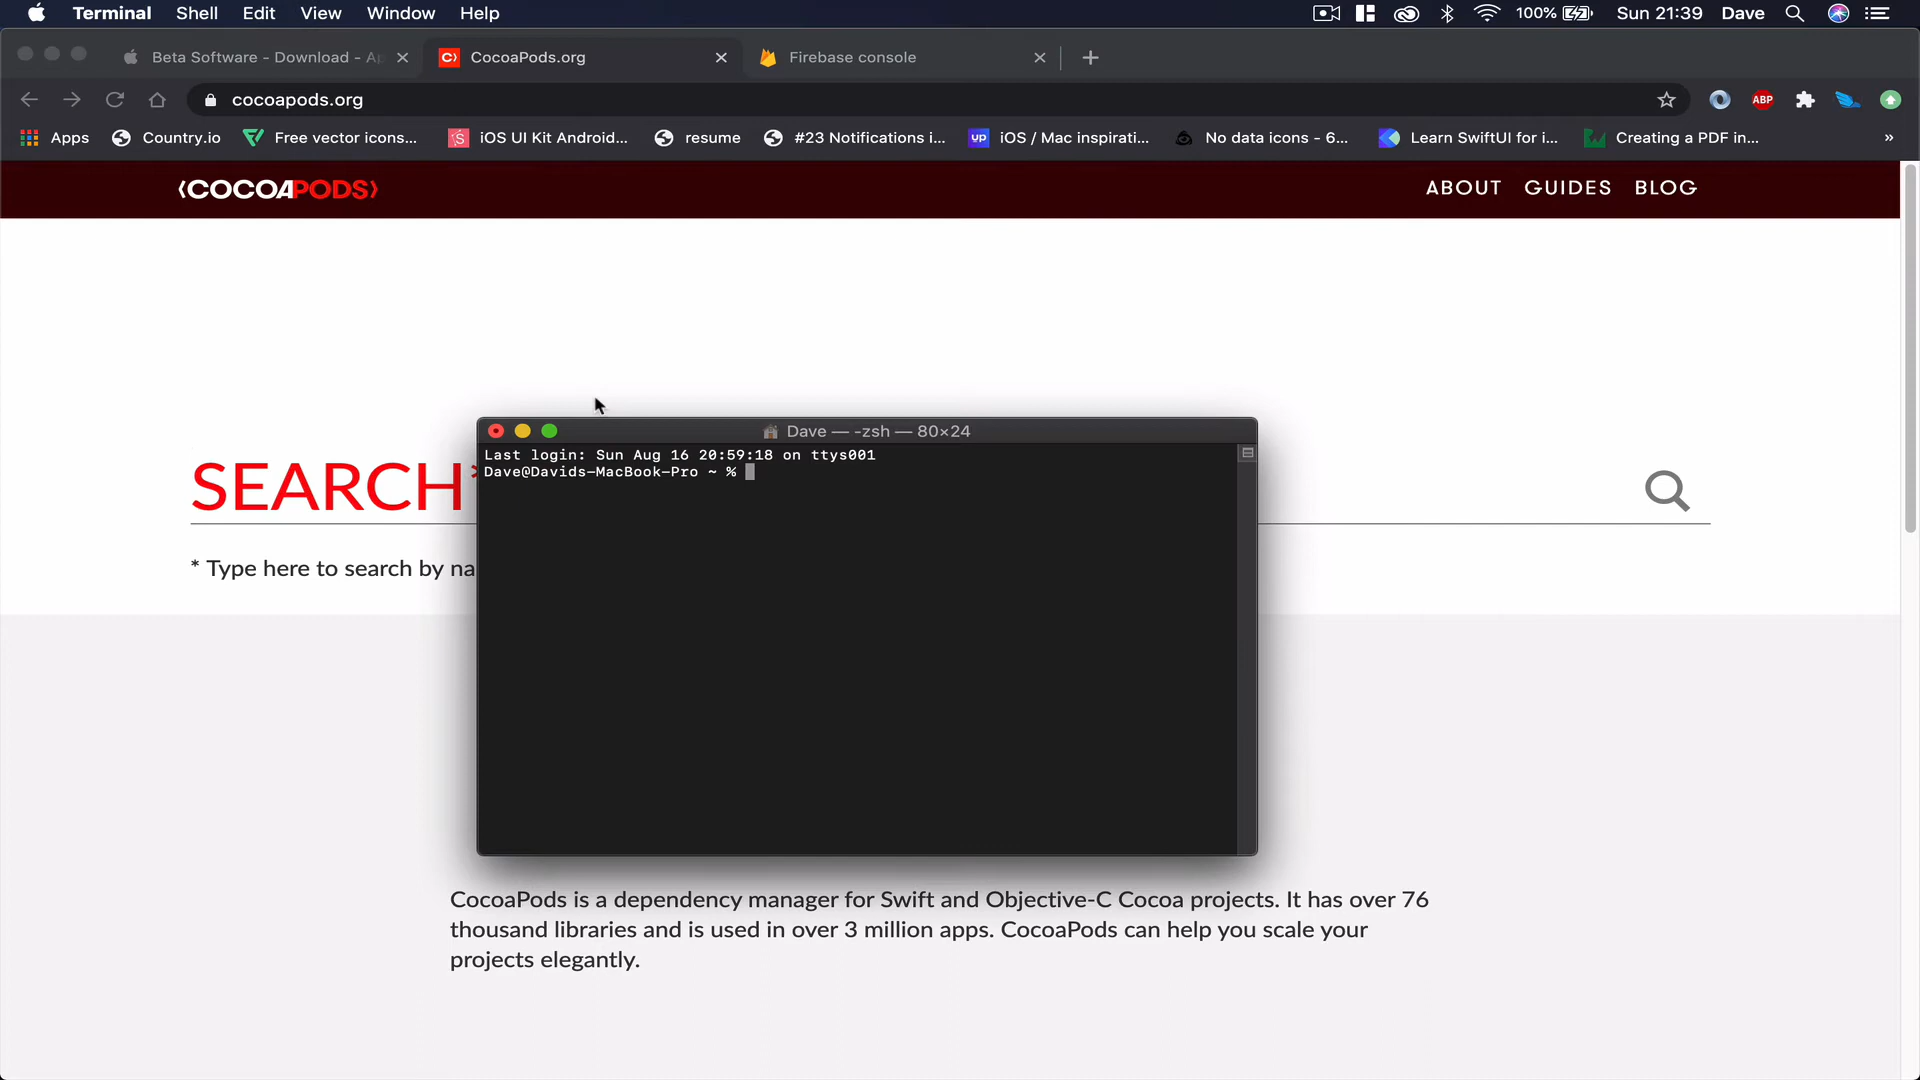 Terminal Shell Edit View Window Help 100% Sun 21:39 Dave
Beta Software - Download - Ap CocoaPods.org Firebase console
cocoapods.org ABP
Apps Country.io Free vector icons... iOS UI Kit Android... resume #23 Notifications i... up iOS / Mac inspirati... No data icons - 6... Learn SwiftUI for i... Creating a PDF in... »
COCOAPODS ABOUT GUIDES BLOG
Dave — -zsh — 80×24
Last login: Sun Aug 16 20:59:18 on ttys001
Dave@Davids-MacBook-Pro ~ %
SEARCH*
* Type here to search by na
CocoaPods is a dependency manager for Swift and Objective-C Cocoa projects. It has over 76
thousand libraries and is used in over 3 million apps. CocoaPods can help you scale your
projects elegantly.